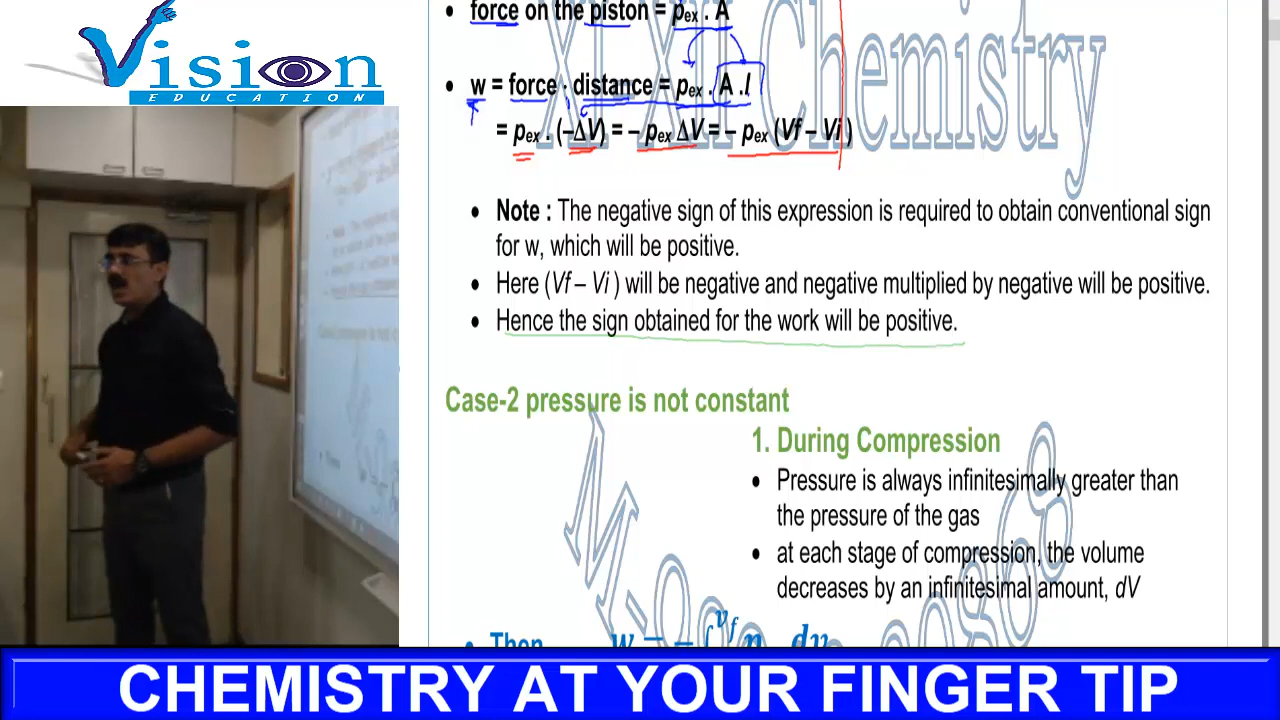 Vision
EDUCATION
XI XII Chemistry
• force on the piston = pex . A
• w = force · distance = pex . A .l
= pex . (–ΔV) = – pex ΔV = – pex (Vf – Vi )
• Note : The negative sign of this expression is required to obtain conventional sign
for w, which will be positive.
• Here (Vf – Vi ) will be negative and negative multiplied by negative will be positive.
• Hence the sign obtained for the work will be positive.
Case-2 pressure is not constant
1. During Compression
• Pressure is always infinitesimally greater than
the pressure of the gas
• at each stage of compression, the volume
decreases by an infinitesimal amount, dV
• Then
CHEMISTRY AT YOUR FINGER TIP